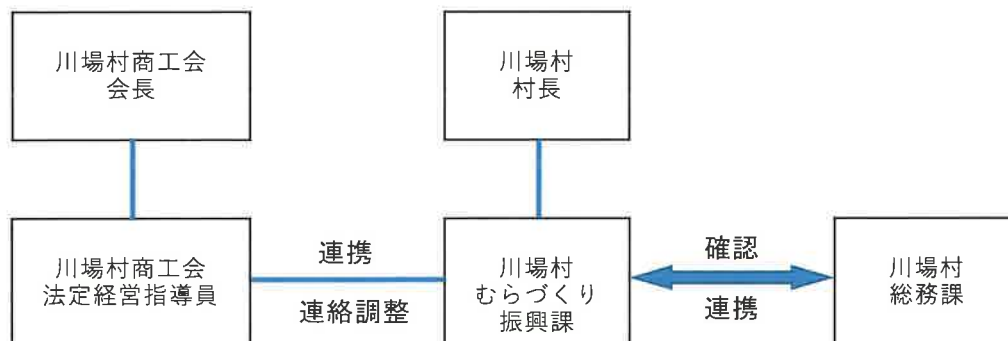 川場村商工会
会長
川場村
村長
川場村商工会
法定経営指導員
連携
連絡調整
川場村
むらづくり
振興課
確認
連携
川場村
総務課